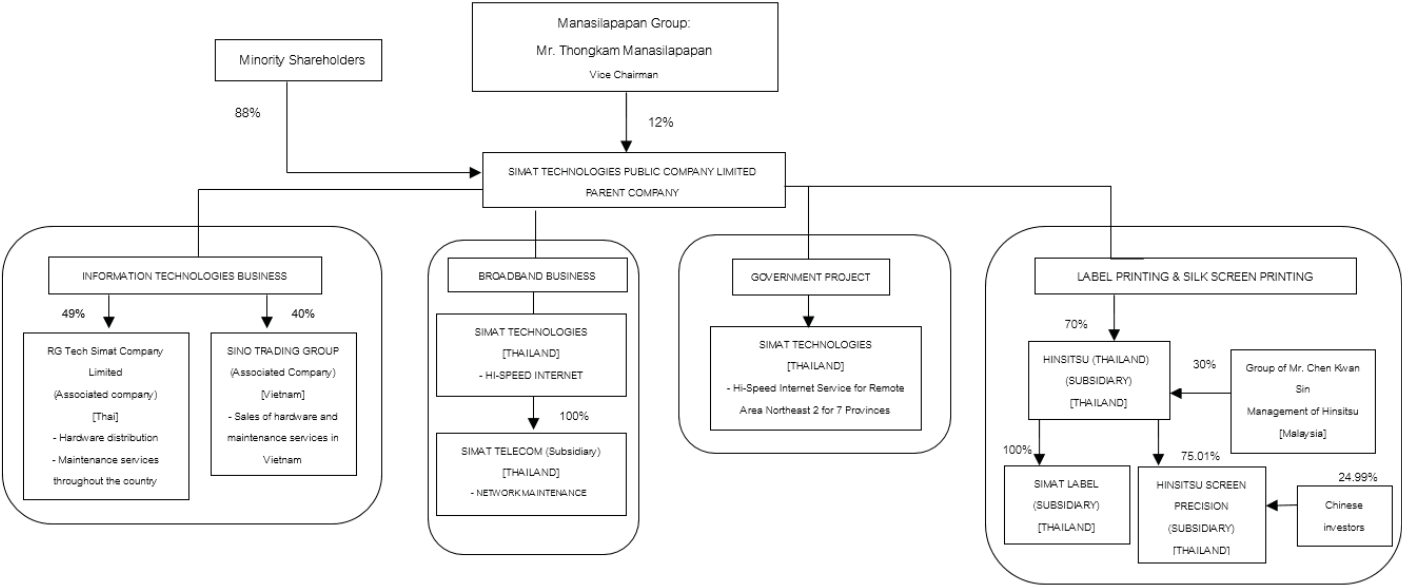 Manasilapapan Group:
Mr. Thongkam Manasilapapan
Vice Chairman
Minority Shareholders
88%
12%
SIMAT TECHNOLOGIES PUBLIC COMPANY LIMITED
PARENT COMPANY
INFORMATION TECHNOLOGIES BUSINESS
49%
40%
RG Tech Simat Company
Limited
(Associated company)
[Thai]
- Hardware distribution
- Maintenance services
throughout the country
SINO TRADING GROUP
(Associated Company)
[Vietnam]
- Sales of hardware and
maintenance services in
Vietnam
BROADBAND BUSINESS
SIMAT TECHNOLOGIES
[THAILAND]
- HI-SPEED INTERNET
100%
SIMAT TELECOM (Subsidiary)
[THAILAND]
- NETWORK MAINTENANCE
GOVERNMENT PROJECT
SIMAT TECHNOLOGIES
[THAILAND]
- Hi-Speed Internet Service for Remote
Area Northeast 2 for 7 Provinces
LABEL PRINTING & SILK SCREEN PRINTING
70%
HINSITSU (THAILAND)
(SUBSIDIARY)
[THAILAND]
30%
Group of Mr. Chen Kwan
Sin
Management of Hinsitsu
[Malaysia]
100%
75.01%
SIMAT LABEL
(SUBSIDIARY)
[THAILAND]
HINSITSU SCREEN
PRECISION
(SUBSIDIARY)
[THAILAND]
24.99%
Chinese
investors